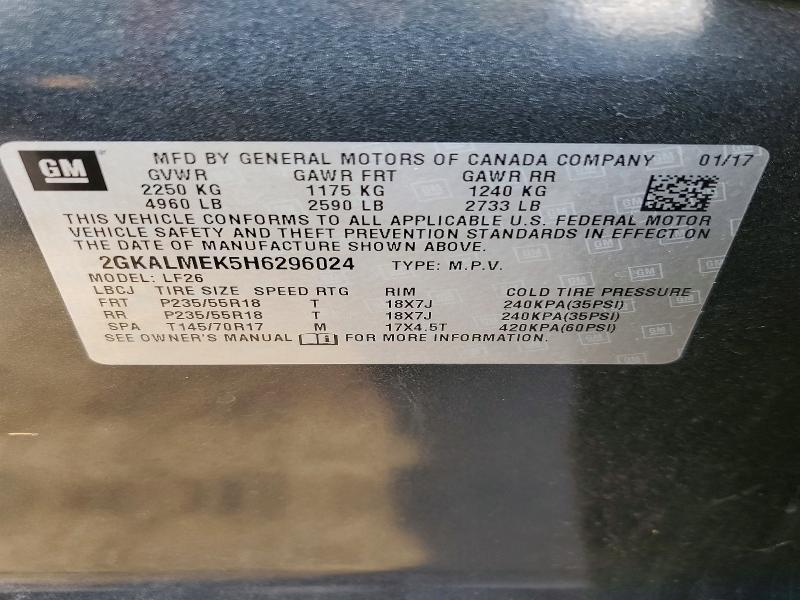 GM MFD BY GENERAL MOTORS OF CANADA COMPANY 01/17
GVWR GAWR FRT GAWR RR
2250 KG 1175 KG 1240 KG
4960 LB 2590 LB 2733 LB
THIS VEHICLE CONFORMS TO ALL APPLICABLE U.S. FEDERAL MOTOR
VEHICLE SAFETY AND THEFT PREVENTION STANDARDS IN EFFECT ON
THE DATE OF MANUFACTURE SHOWN ABOVE.
2GKALMEK5H6296024 TYPE: M.P.V.
MODEL: LF26
LBCJ TIRE SIZE SPEED RTG RIM COLD TIRE PRESSURE
FRT P235/55R18 T 18X7J 240KPA(35PSI)
RR P235/55R18 T 18X7J 240KPA(35PSI)
SPA T145/70R17 M 17X4.5T 420KPA(60PSI)
SEE OWNER'S MANUAL FOR MORE INFORMATION.